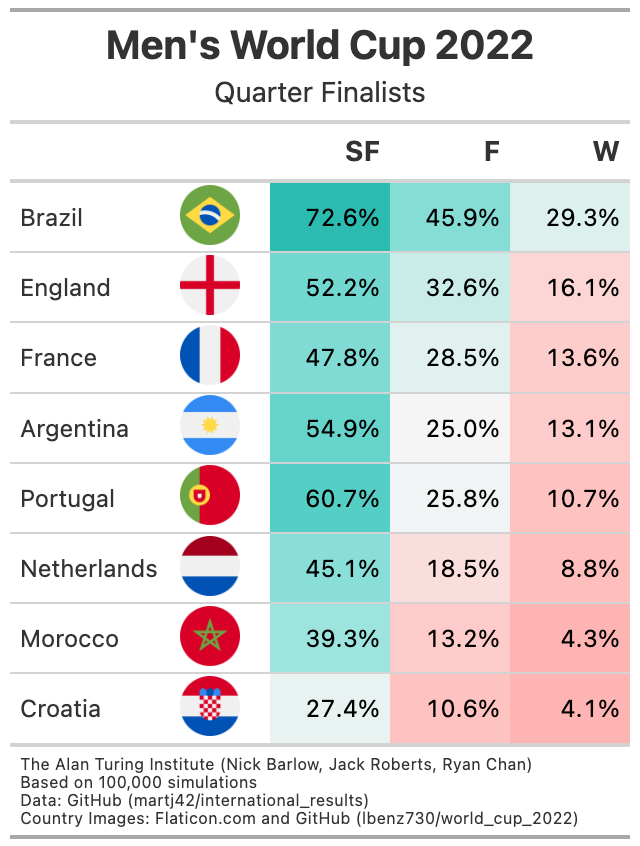 Men's World Cup 2022
Quarter Finalists
SF F W
Brazil 72.6% 45.9% 29.3%
England 52.2% 32.6% 16.1%
France 47.8% 28.5% 13.6%
Argentina 54.9% 25.0% 13.1%
Portugal 60.7% 25.8% 10.7%
Netherlands 45.1% 18.5% 8.8%
Morocco 39.3% 13.2% 4.3%
Croatia 27.4% 10.6% 4.1%
The Alan Turing Institute (Nick Barlow, Jack Roberts, Ryan Chan)
Based on 100,000 simulations
Data: GitHub (martj42/international_results)
Country Images: Flaticon.com and GitHub (lbenz730/world_cup_2022)